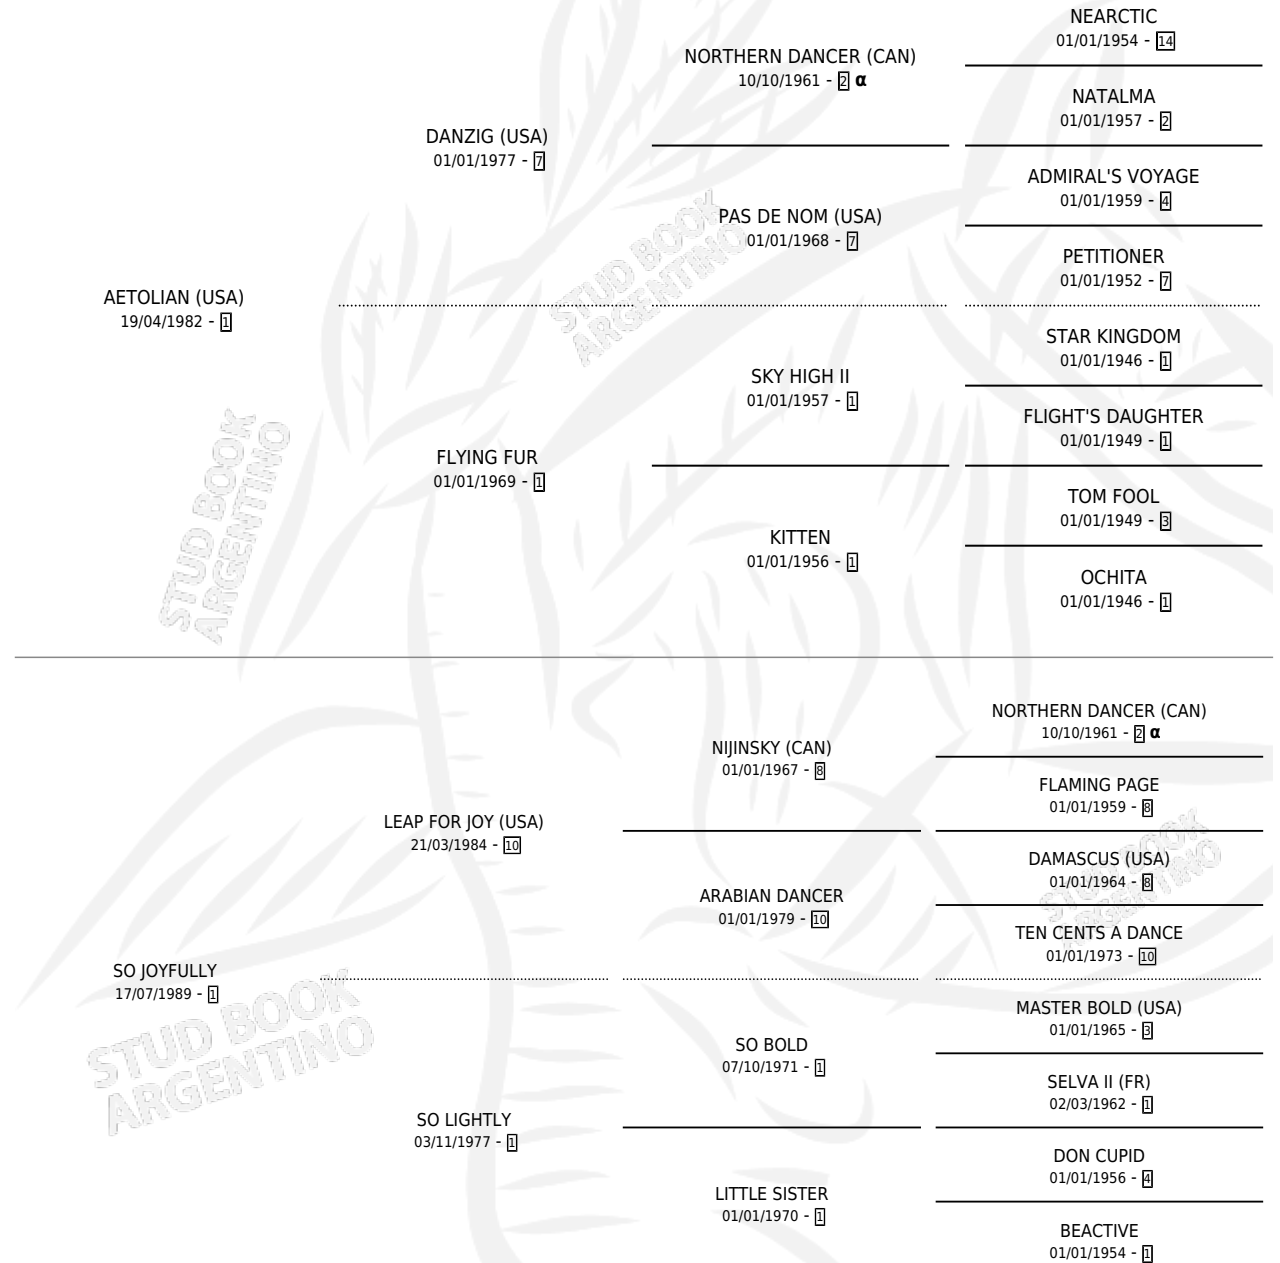 NEARCTIC
01/01/1954 - 14
NORTHERN DANCER (CAN)
10/10/1961 - 2 α
NATALMA
01/01/1957 - 2
DANZIG (USA)
01/01/1977 - 7
ADMIRAL'S VOYAGE
01/01/1959 - 4
PAS DE NOM (USA)
01/01/1968 - 7
PETITIONER
01/01/1952 - 7
AETOLIAN (USA)
19/04/1982 - 1
STAR KINGDOM
01/01/1946 - 1
SKY HIGH II
01/01/1957 - 1
FLIGHT'S DAUGHTER
01/01/1949 - 1
FLYING FUR
01/01/1969 - 1
TOM FOOL
01/01/1949 - 3
KITTEN
01/01/1956 - 1
OCHITA
01/01/1946 - 1
NORTHERN DANCER (CAN)
10/10/1961 - 2 α
NIJINSKY (CAN)
01/01/1967 - 8
FLAMING PAGE
01/01/1959 - 8
LEAP FOR JOY (USA)
21/03/1984 - 10
DAMASCUS (USA)
01/01/1964 - 8
ARABIAN DANCER
01/01/1979 - 10
TEN CENTS A DANCE
01/01/1973 - 10
SO JOYFULLY
17/07/1989 - 1
MASTER BOLD (USA)
01/01/1965 - 3
SO BOLD
07/10/1971 - 1
SELVA II (FR)
02/03/1962 - 1
SO LIGHTLY
03/11/1977 - 1
DON CUPID
01/01/1956 - 4
LITTLE SISTER
01/01/1970 - 1
BEACTIVE
01/01/1954 - 1
STUD BOOK
ARGENTINO
STUD BOOK
ARGENTINO
STUD BOOK
ARGENTINO
STUD BOOK
ARGENTINO